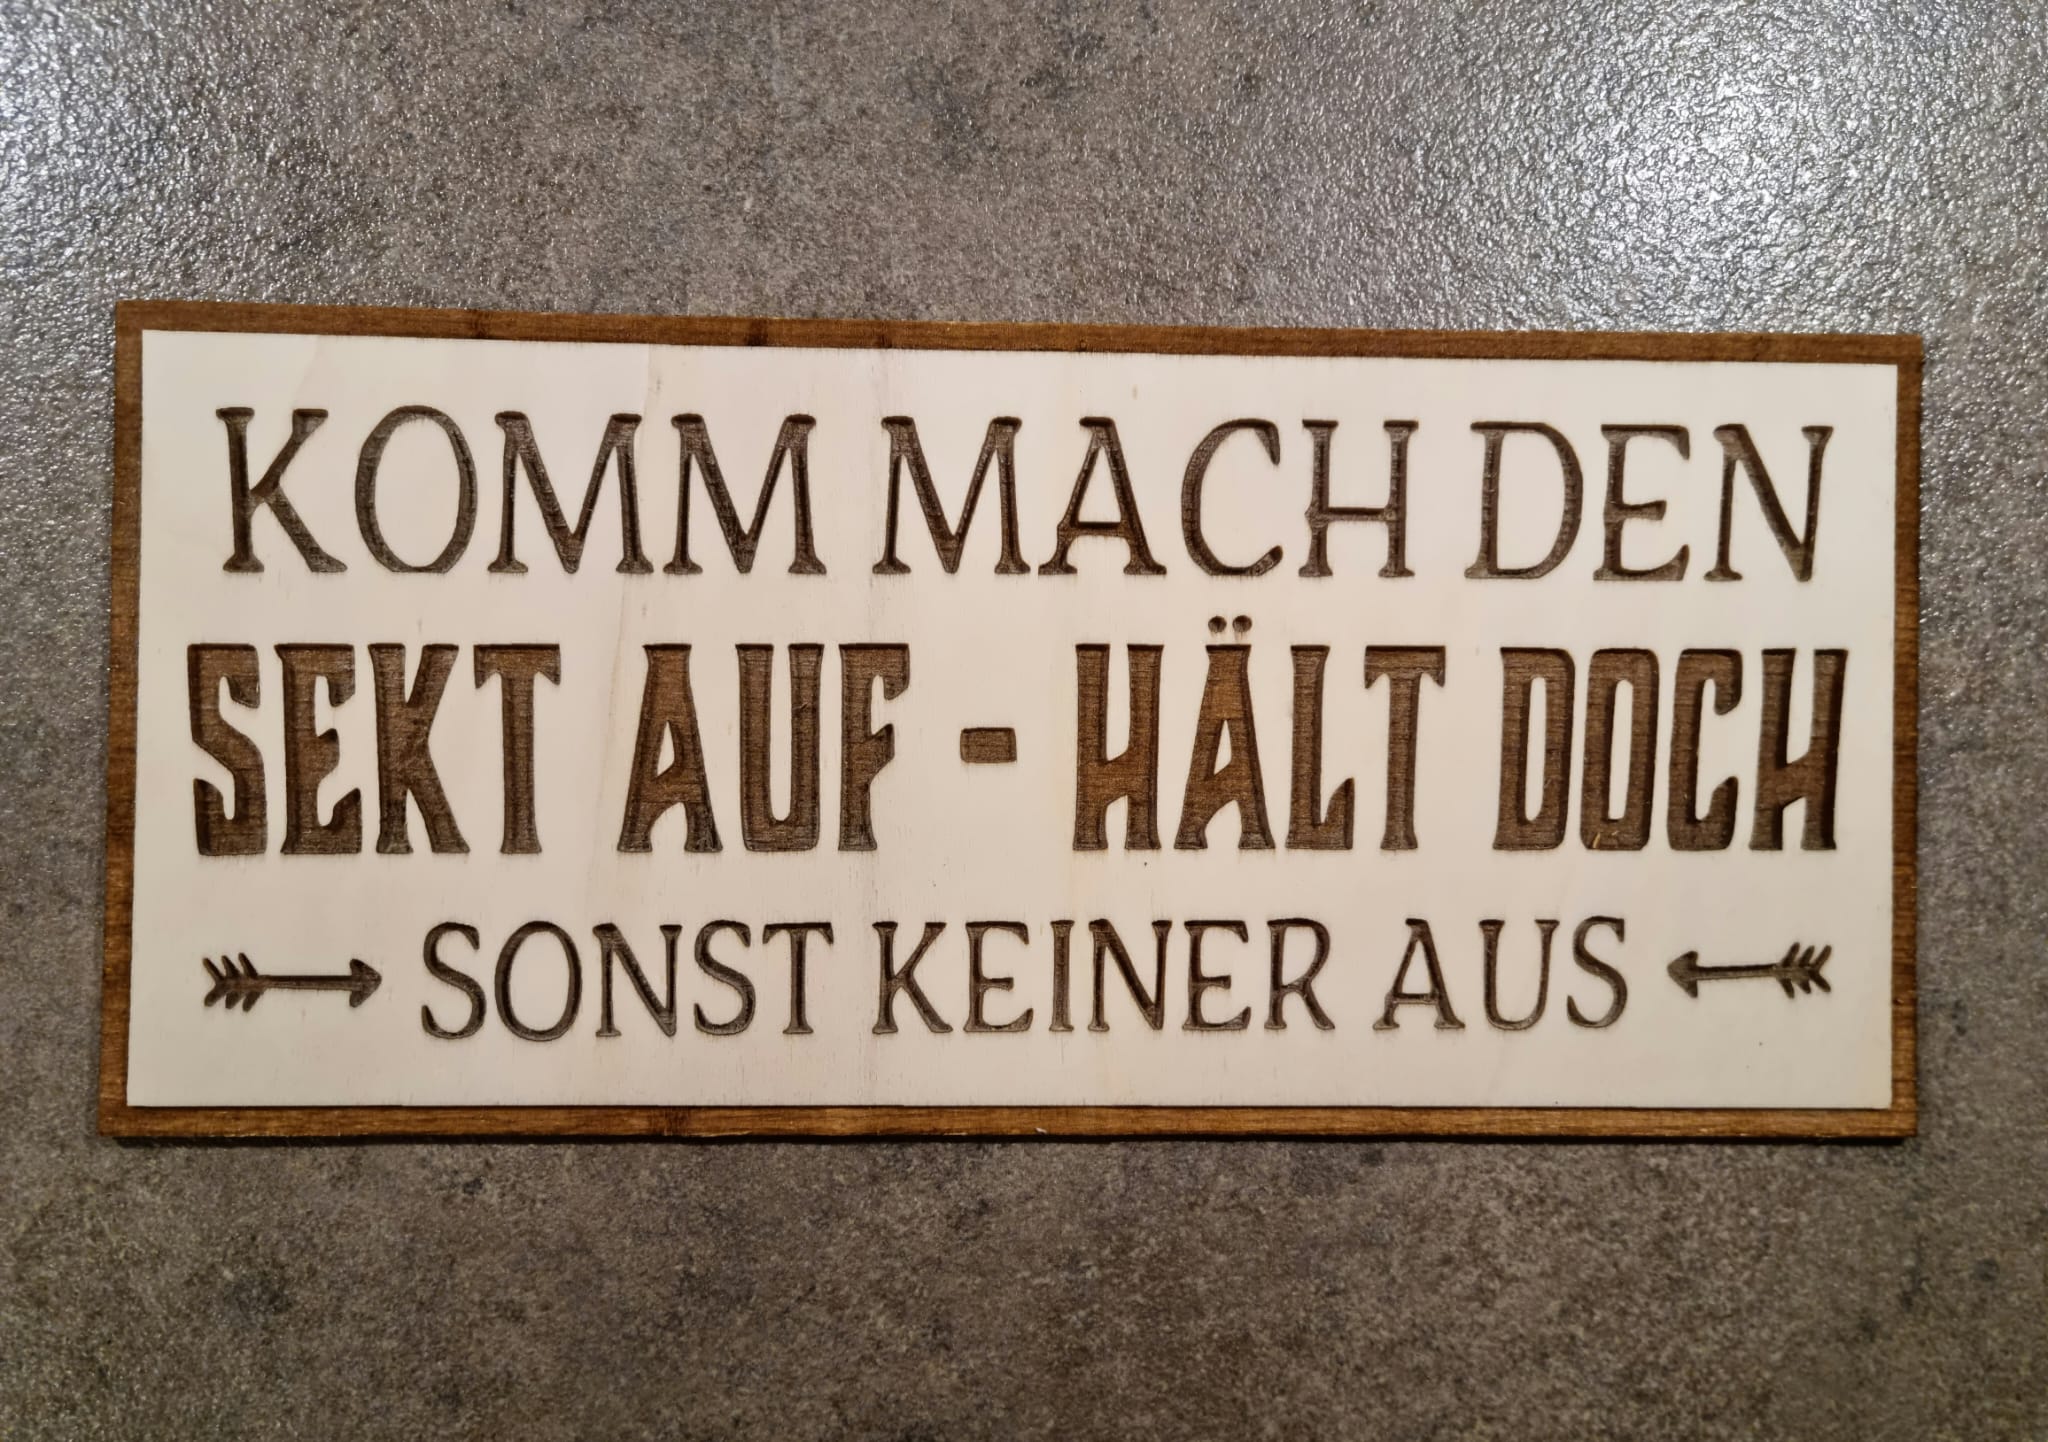 KOMM MACH DEN
SEKT AUF - HÄLT DOCH
SONST KEINER AUS